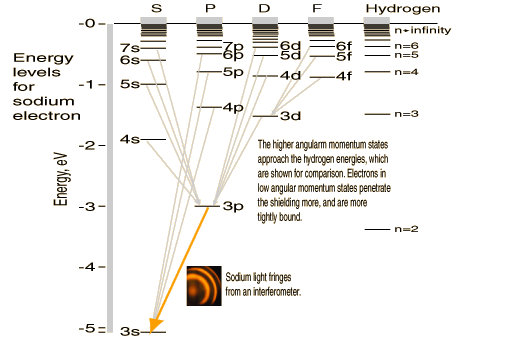 S P D F Hydrogen
-0
n→infinity
7s 7p 6d 6f n=6
6s 6p 5d 5f n=5
Energy
levels
for
sodium
electron
5p 4d 4f n=4
-1
5s
4p
3d n=3
4s
-2
The higher angularm momentum states
approach the hydrogen energies, which
are shown for comparison. Electrons in
low angular momentum states penetrate
the shielding more, and are more
tightly bound.
Energy, eV
-3
3p
n=2
-4
Sodium light fringes
from an interferometer.
-5
3s